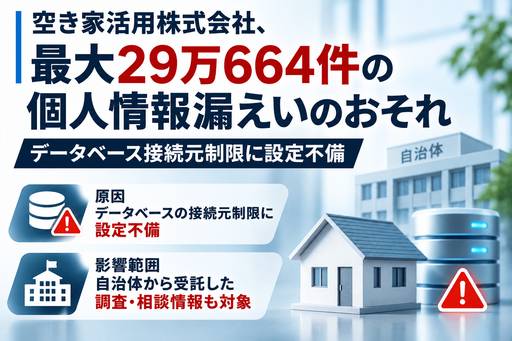 空き家活用株式会社、
最大29万664件の
個人情報漏えいのおそれ
データベース接続元制限に設定不備
自治体
原因
データベースの接続元制限に
設定不備
影響範囲
自治体から受託した
調査・相談情報も対象